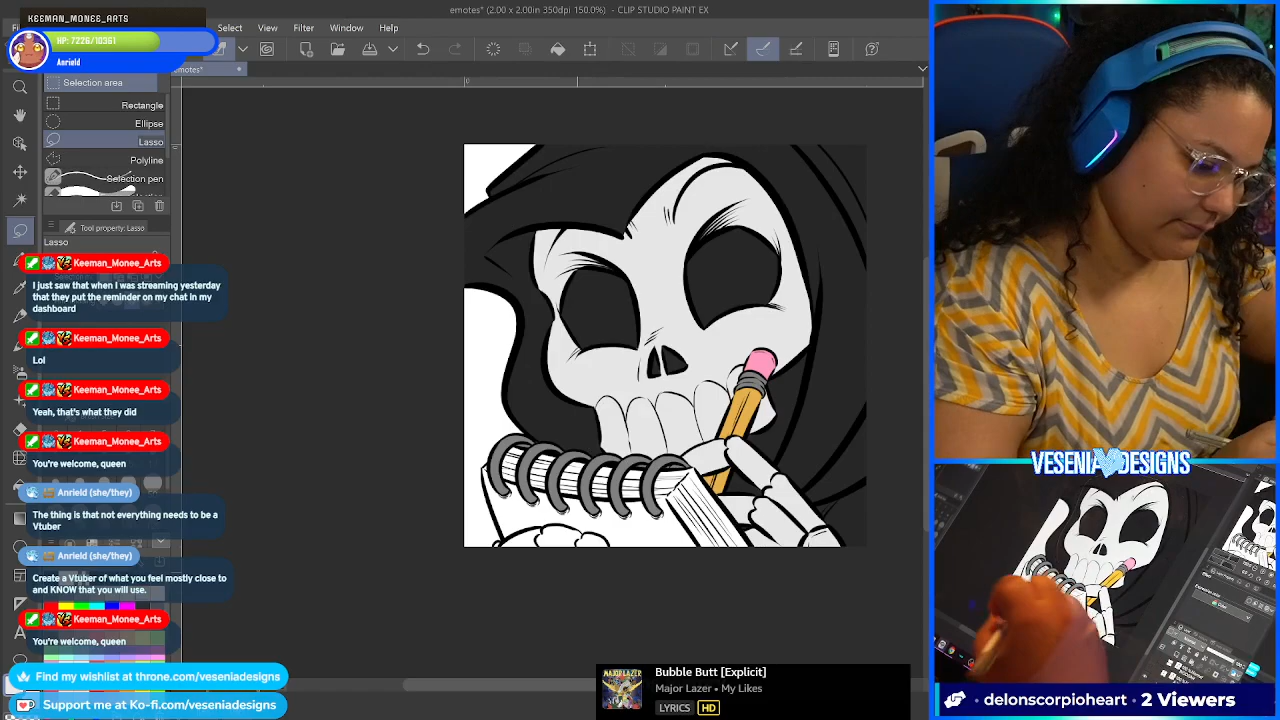 KEEMAN_MONEE_ARTS
HP: 7226/10361
Anrield
emotes* (2.00 x 2.00in 350dpi 150.0%) - CLIP STUDIO PAINT EX
Select View Filter Window Help
emotes*
Selection area
Rectangle
Ellipse
Lasso
Polyline
Selection pen
Tool property: Lasso
Lasso
0
Keeman_Monee_Arts
I just saw that when I was streaming yesterday
that they put the reminder on my chat in my
dashboard
Keeman_Monee_Arts
Lol
Keeman_Monee_Arts
Yeah, that's what they did
Keeman_Monee_Arts
You're welcome, queen
Anrield (she/they)
The thing is that not everything needs to be a
Vtuber
Anrield (she/they)
Create a Vtuber of what you feel mostly close to
and KNOW that you will use.
Keeman_Monee_Arts
You're welcome, queen
Find my wishlist at throne.com/veseniadesigns
Support me at Ko-fi.com/veseniadesigns
MAJOR LAZER
Bubble Butt [Explicit]
Major Lazer • My Likes
LYRICS HD
VESENIA DESIGNS
delonscorpioheart • 2 Viewers